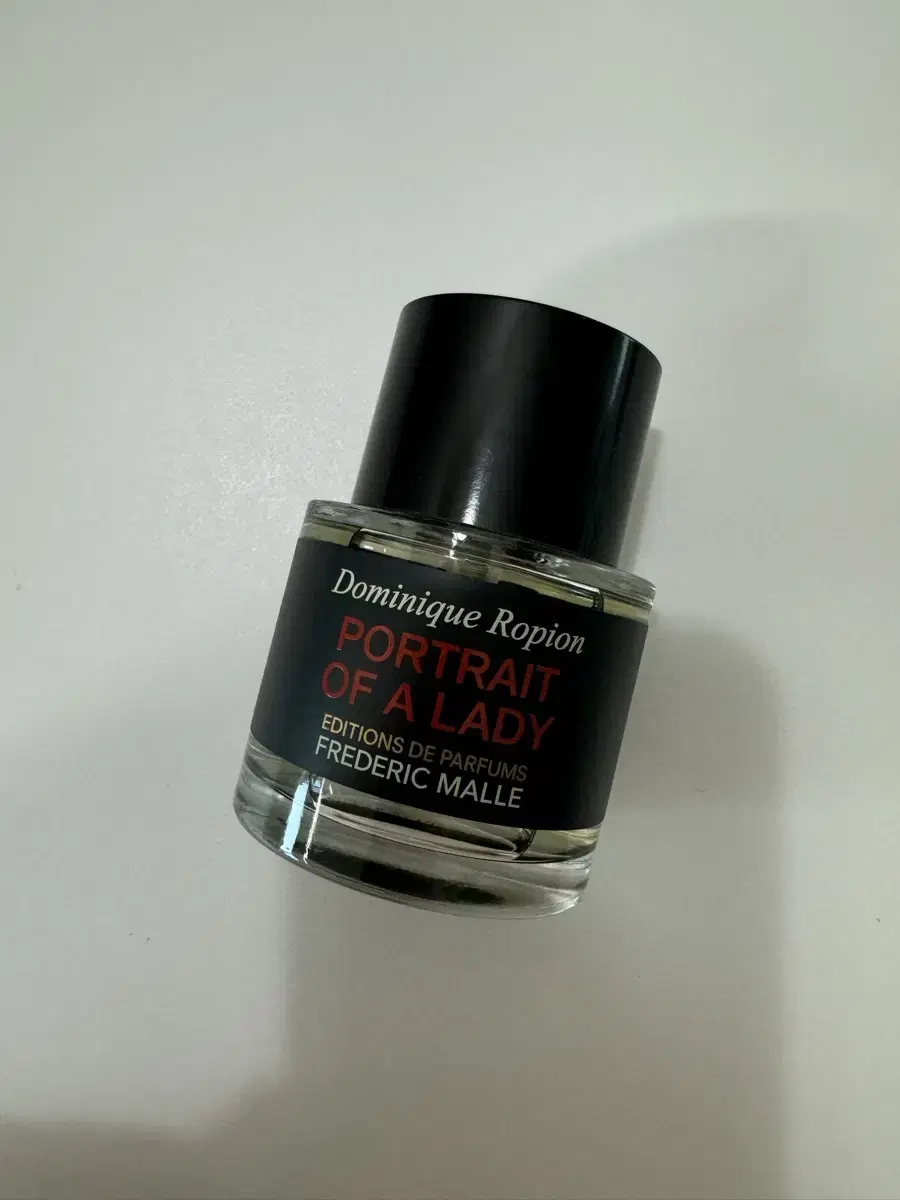 Dominique Ropion
PORTRAIT
OF A LADY
EDITIONS DE PARFUMS
FREDERIC MALLE